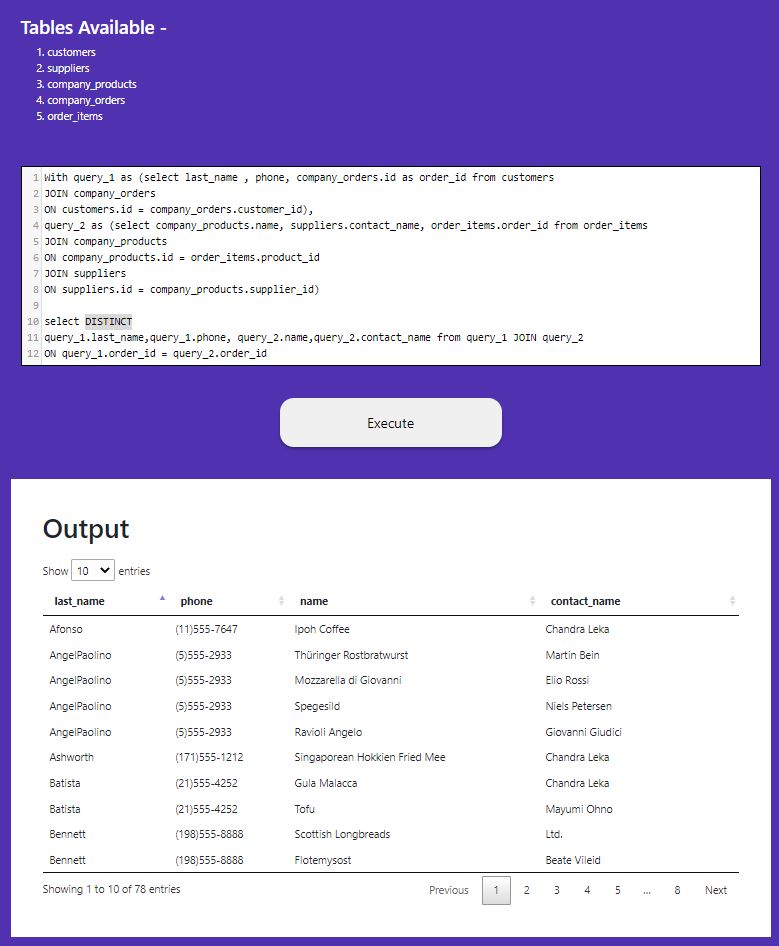 Tables Available -
1. customers
2. suppliers
3. company_products
4. company_orders
5. order_items
1 With query_1 as (select last_name , phone, company_orders.id as order_id from customers
2 JOIN company_orders
3 ON customers.id = company_orders.customer_id),
4 query_2 as (select company_products.name, suppliers.contact_name, order_items.order_id from order_items
5 JOIN company_products
6 ON company_products.id = order_items.product_id
7 JOIN suppliers
8 ON suppliers.id = company_products.supplier_id)
9
10 select DISTINCT
11 query_1.last_name,query_1.phone, query_2.name,query_2.contact_name from query_1 JOIN query_2
12 ON query_1.order_id = query_2.order_id
Execute
Output
Show 10 entries
last_name phone name contact_name
Afonso (11)555-7647 Ipoh Coffee Chandra Leka
AngelPaolino (5)555-2933 Thüringer Rostbratwurst Martin Bein
AngelPaolino (5)555-2933 Mozzarella di Giovanni Elio Rossi
AngelPaolino (5)555-2933 Spegesild Niels Petersen
AngelPaolino (5)555-2933 Ravioli Angelo Giovanni Giudici
Ashworth (171)555-1212 Singaporean Hokkien Fried Mee Chandra Leka
Batista (21)555-4252 Gula Malacca Chandra Leka
Batista (21)555-4252 Tofu Mayumi Ohno
Bennett (198)555-8888 Scottish Longbreads Ltd.
Bennett (198)555-8888 Flotemysost Beate Vileid
Showing 1 to 10 of 78 entries Previous 1 2 3 4 5 ... 8 Next